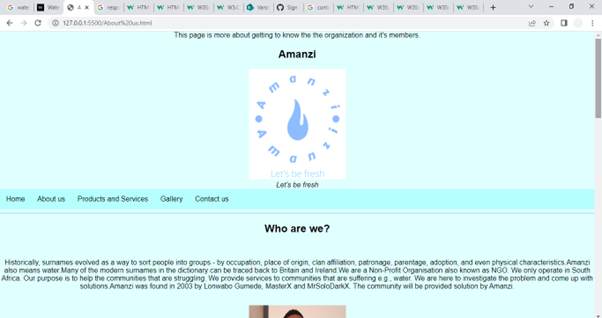 wate
Wate
A
resp
HTM
HTM
W3S
W3S
Versi
Sign
cont
HTM
W3S
W3S
W3S
127.0.0.1:5500/About%20us.html
This page is more about getting to know the the organization and it's members.
Amanzi
Amanzi
Amanzi
Let's be fresh
Let's be fresh
Home About us Products and Services Gallery Contact us
Who are we?
Historically, surnames evolved as a way to sort people into groups - by occupation, place of origin, clan affiliation, patronage, parentage, adoption, and even physical characteristics.Amanzi
also means water.Many of the modern surnames in the dictionary can be traced back to Britain and Ireland.We are a Non-Profit Organisation also known as NGO. We only operate in South
Africa. Our purpose is to help the communities that are struggling. We provde services to communities that are suffering e.g., water. We are here to investigate the problem and come up with
solutions.Amanzi was found in 2003 by Lonwabo Gumede, MasterX and MrSoloDarkX. The community will be provided solution by Amanzi.